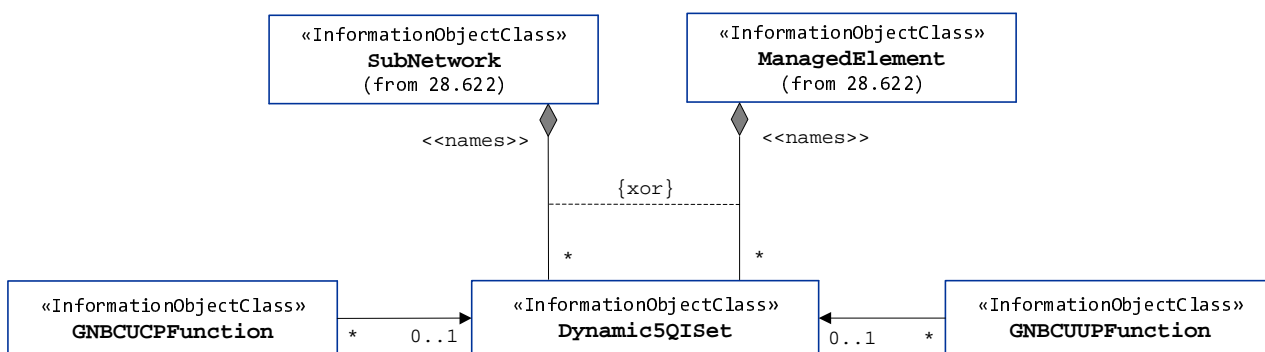 «InformationObjectClass»
SubNetwork
(from 28.622)
«InformationObjectClass»
ManagedElement
(from 28.622)
<<names>>
<<names>>
{xor}
*
*
«InformationObjectClass»
GNBCUCPFunction
*
0..1
«InformationObjectClass»
Dynamic5QISet
0..1
*
«InformationObjectClass»
GNBCUUPFunction